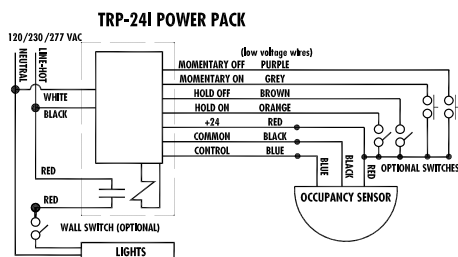 TRP-24I POWER PACK
120/230/277 VAC
NEUTRAL
LINE-HOT
(low voltage wires)
MOMENTARY OFF PURPLE
MOMENTARY ON GREY
HOLD OFF BROWN
HOLD ON ORANGE
+24 RED
COMMON BLACK
CONTROL BLUE
WHITE
BLACK
RED
RED
BLUE
BLACK
RED
OPTIONAL SWITCHES
OCCUPANCY SENSOR
WALL SWITCH (OPTIONAL)
LIGHTS